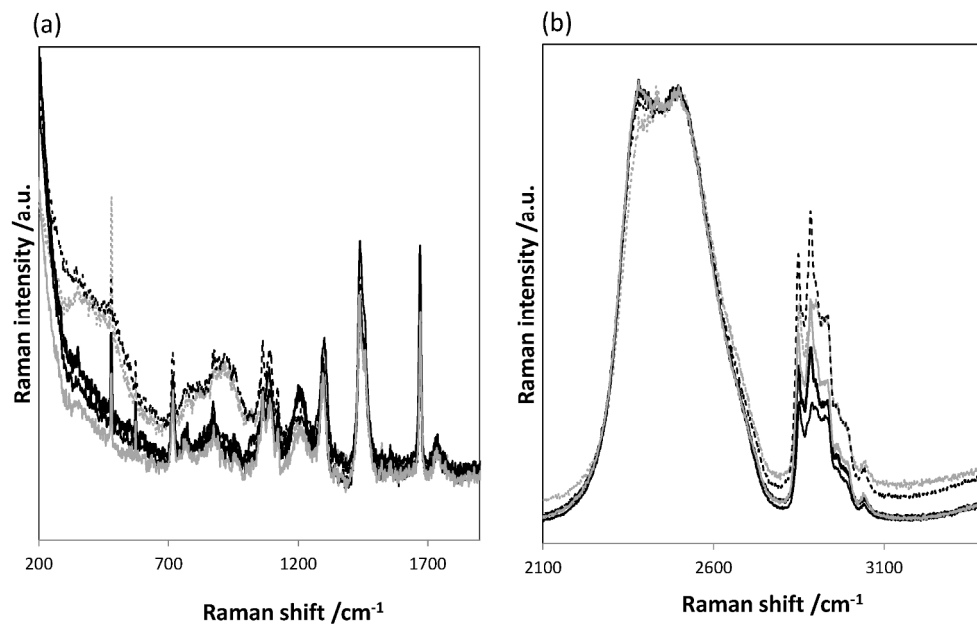 (a)
Raman intensity /a.u.
200 700 1200 1700
Raman shift /cm⁻¹
(b)
Raman intensity /a.u.
2100 2600 3100
Raman shift /cm⁻¹